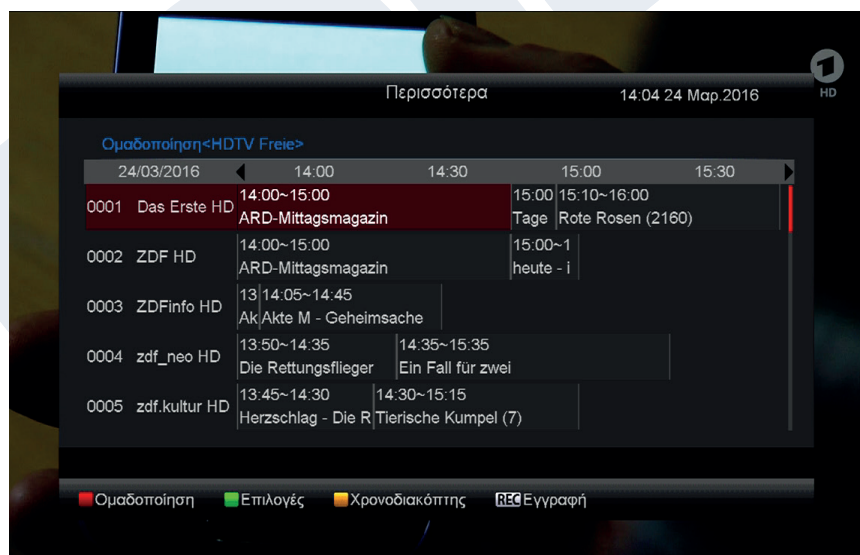 Περισσότερα 14:04 24 Μαρ.2016
HD
Ομαδοποίηση<HDTV Freie>
24/03/2016 14:00 14:30 15:00 15:30
0001 Das Erste HD 14:00~15:00 15:00 15:10~16:00
ARD-Mittagsmagazin Tage Rote Rosen (2160)
0002 ZDF HD 14:00~15:00 15:00~1
ARD-Mittagsmagazin heute - i
0003 ZDFinfo HD 13 14:05~14:45
Ak Akte M - Geheimsache
0004 zdf_neo HD 13:50~14:35 14:35~15:35
Die Rettungsflieger Ein Fall für zwei
0005 zdf.kultur HD 13:45~14:30 14:30~15:15
Herzschlag - Die R Tierische Kumpel (7)
Ομαδοποίηση Επιλογές Χρονοδιακόπτης REC Εγγραφή